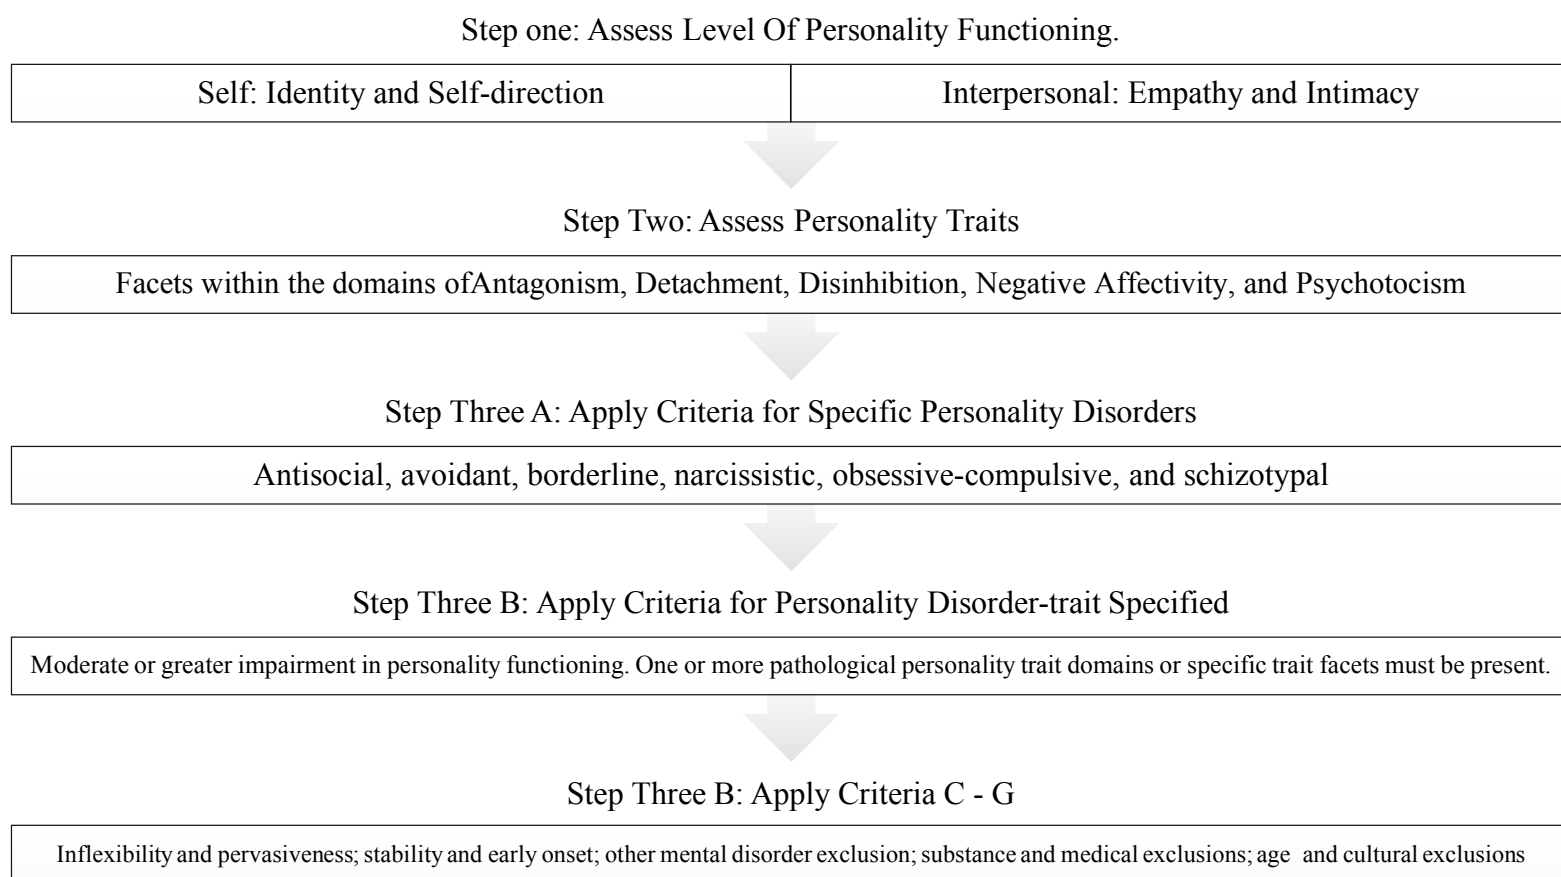 Step one: Assess Level Of Personality Functioning.
Self: Identity and Self-direction
Interpersonal: Empathy and Intimacy
Step Two: Assess Personality Traits
Facets within the domains ofAntagonism, Detachment, Disinhibition, Negative Affectivity, and Psychotocism
Step Three A: Apply Criteria for Specific Personality Disorders
Antisocial, avoidant, borderline, narcissistic, obsessive-compulsive, and schizotypal
Step Three B: Apply Criteria for Personality Disorder-trait Specified
Moderate or greater impairment in personality functioning. One or more pathological personality trait domains or specific trait facets must be present.
Step Three B: Apply Criteria C - G
Inflexibility and pervasiveness; stability and early onset; other mental disorder exclusion; substance and medical exclusions; age and cultural exclusions